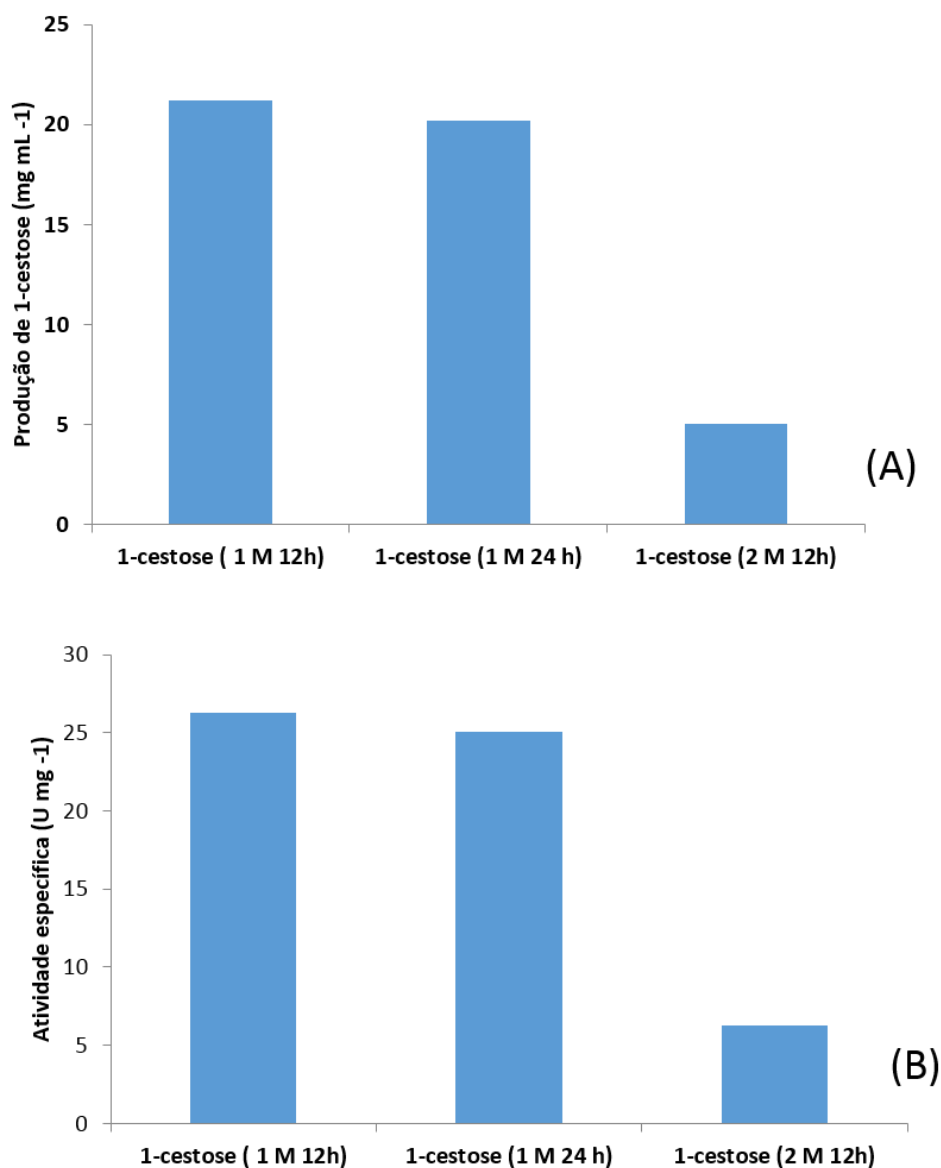 Produção de 1-cestose (mg mL -1)
25
20
15
10
5
0
1-cestose ( 1 M 12h)
1-cestose (1 M 24 h)
1-cestose (2 M 12h)
(A)
Atividade específica (U mg -1)
30
25
20
15
10
5
0
1-cestose ( 1 M 12h)
1-cestose (1 M 24 h)
1-cestose (2 M 12h)
(B)